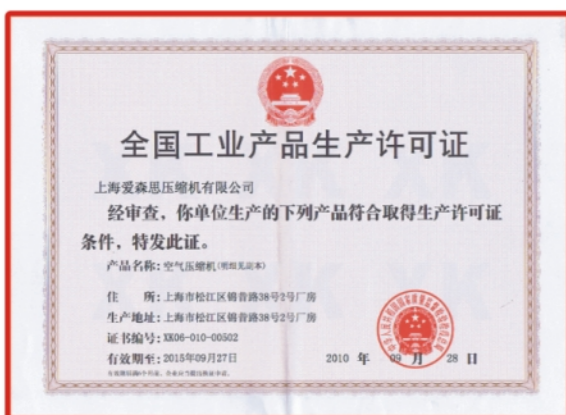 全国工业产品生产许可证
上海爱森思压缩机有限公司
经审查，你单位生产的下列产品符合取得生产许可证
条件，特发此证。
产品名称：空气压缩机（明细见副本）
住 所：上海市松江区锦昔路38号2号厂房
生产地址：上海市松江区锦昔路38号2号厂房
证书编号：XK06-010-00502
有效期至：2015年09月27日
2010 年 09 月 28 日